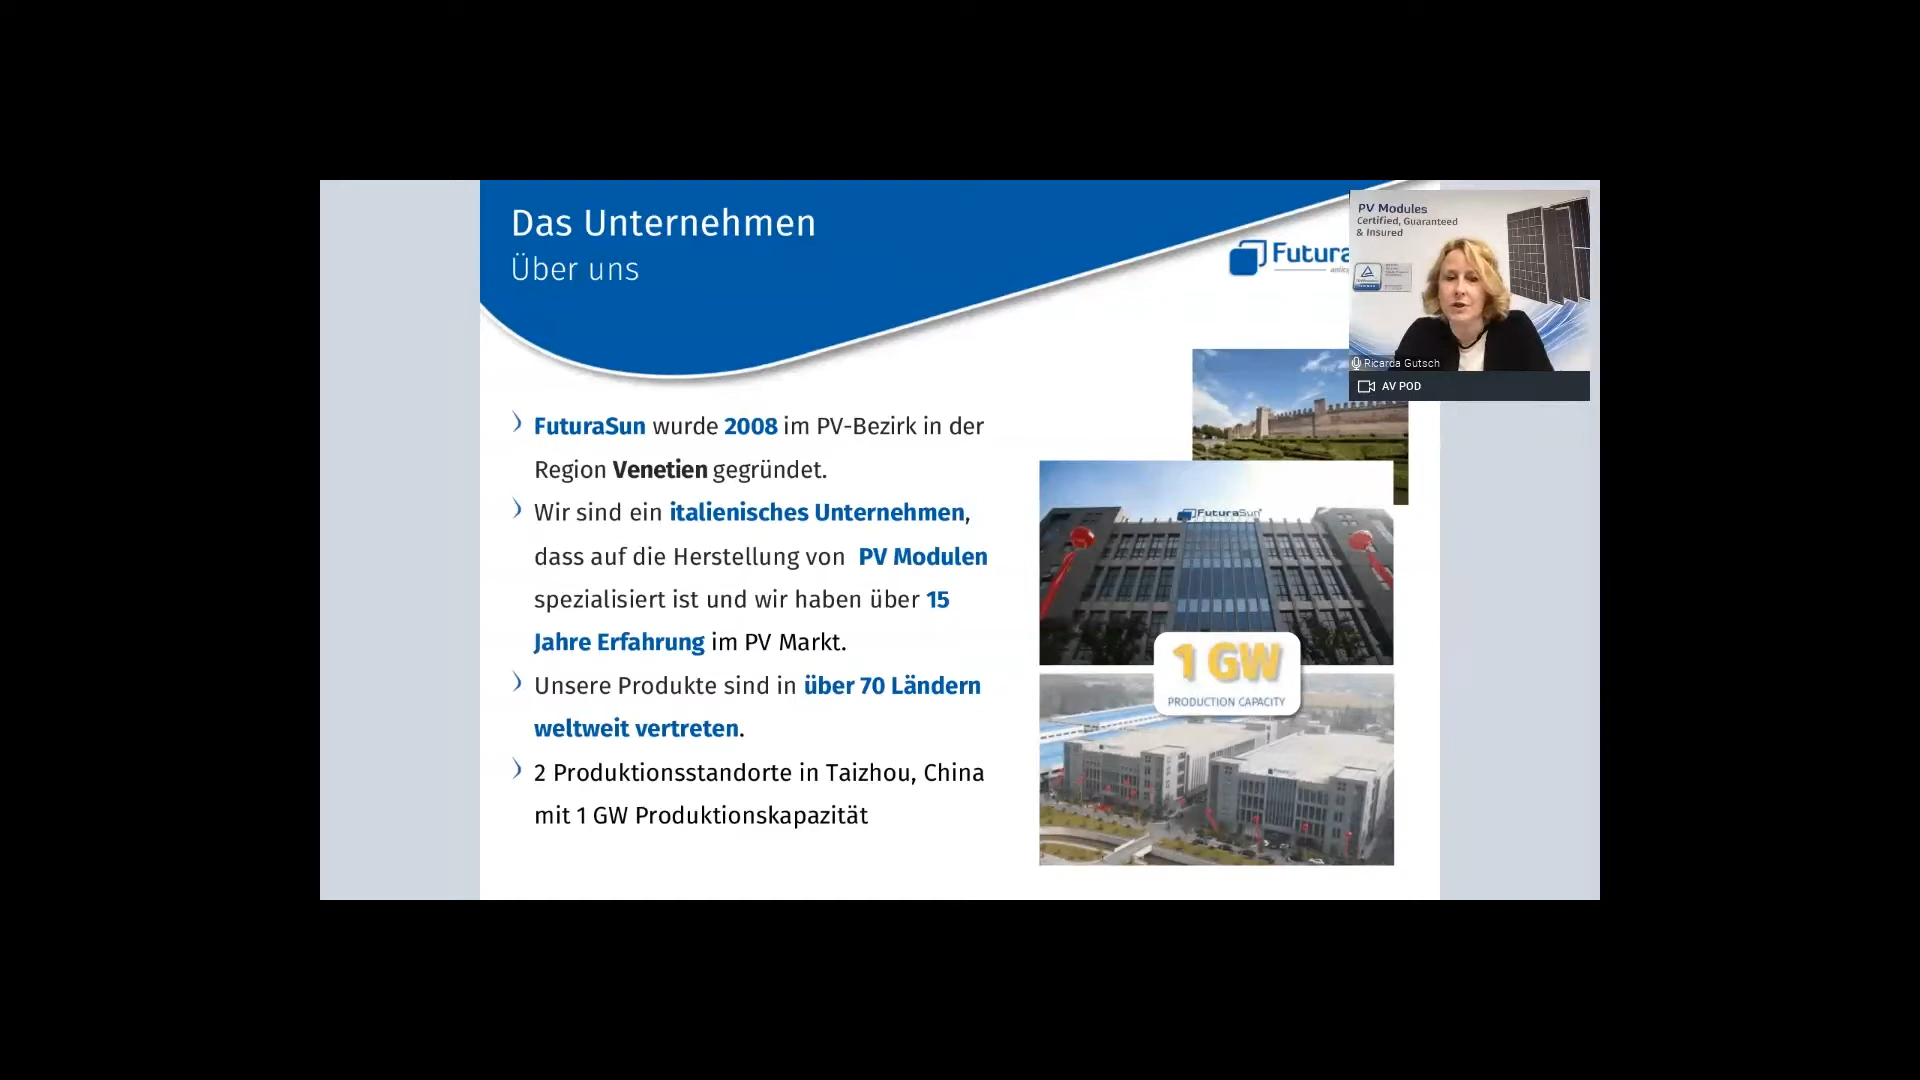 Das Unternehmen
Über uns
Futura
PV Modules
Certified, Guaranteed
& Insured
Ricarda Gutsch
AV POD
FuturaSun wurde 2008 im PV-Bezirk in der
Region Venetien gegründet.
Wir sind ein italienisches Unternehmen,
dass auf die Herstellung von PV Modulen
spezialisiert ist und wir haben über 15
Jahre Erfahrung im PV Markt.
Unsere Produkte sind in über 70 Ländern
weltweit vertreten.
2 Produktionsstandorte in Taizhou, China
mit 1 GW Produktionskapazität
FuturaSun
1 GW
PRODUCTION CAPACITY